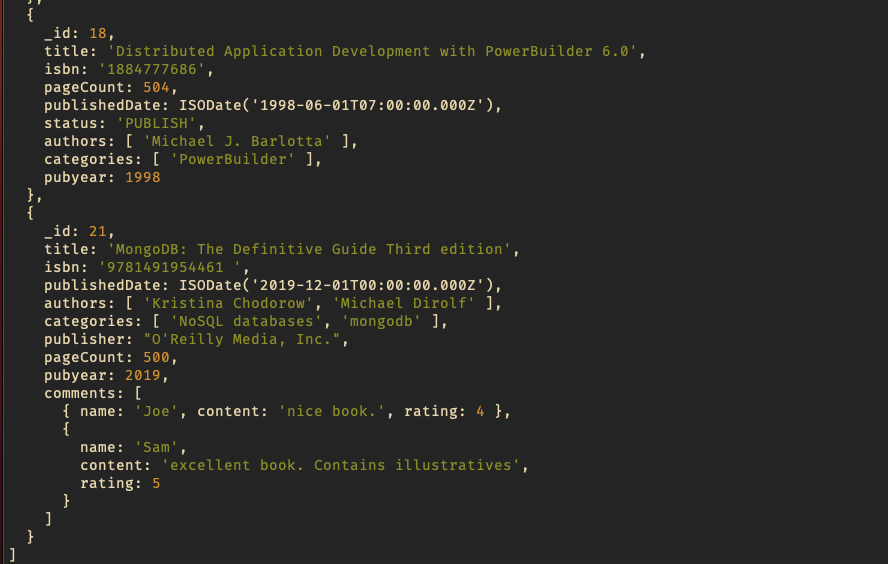 },
{
_id: 18,
title: 'Distributed Application Development with PowerBuilder 6.0',
isbn: '1884777686',
pageCount: 504,
publishedDate: ISODate('1998-06-01T07:00:00.000Z'),
status: 'PUBLISH',
authors: [ 'Michael J. Barlotta' ],
categories: [ 'PowerBuilder' ],
pubyear: 1998
},
{
_id: 21,
title: 'MongoDB: The Definitive Guide Third edition',
isbn: '9781491954461 ',
publishedDate: ISODate('2019-12-01T00:00:00.000Z'),
authors: [ 'Kristina Chodorow', 'Michael Dirolf' ],
categories: [ 'NoSQL databases', 'mongodb' ],
publisher: "O'Reilly Media, Inc.",
pageCount: 500,
pubyear: 2019,
comments: [
{ name: 'Joe', content: 'nice book.', rating: 4 },
{
name: 'Sam',
content: 'excellent book. Contains illustratives',
rating: 5
}
]
}
]